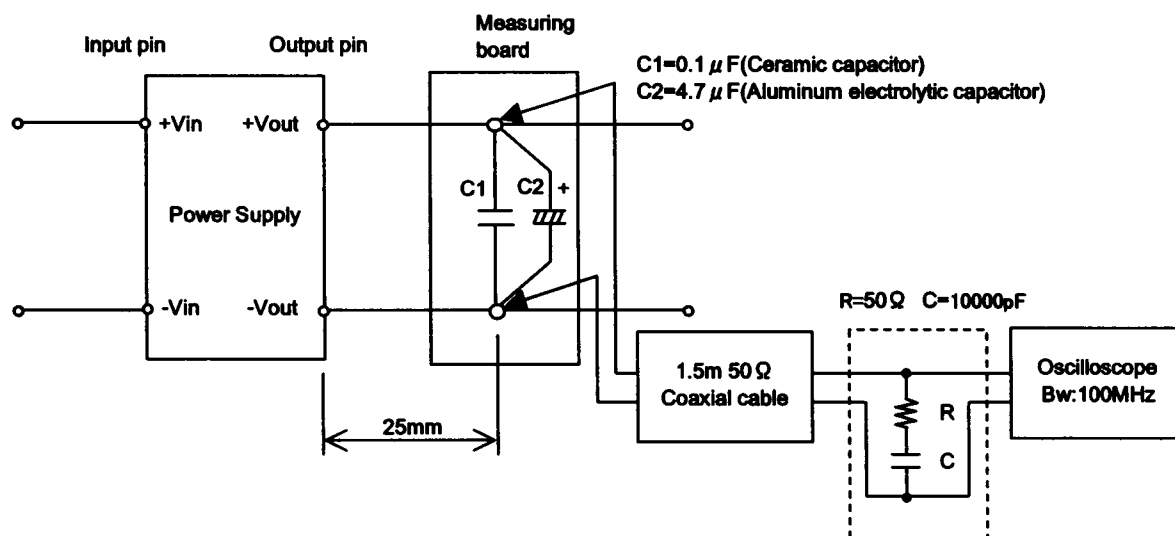 Input pin
Output pin
Measuring
board
C1=0.1μF(Ceramic capacitor)
C2=4.7μF(Aluminum electrolytic capacitor)
+Vin
+Vout
C1
C2
+
Power Supply
-Vin
-Vout
R=50Ω C=10000pF
1.5m 50Ω
Coaxial cable
Oscilloscope
Bw:100MHz
R
C
25mm